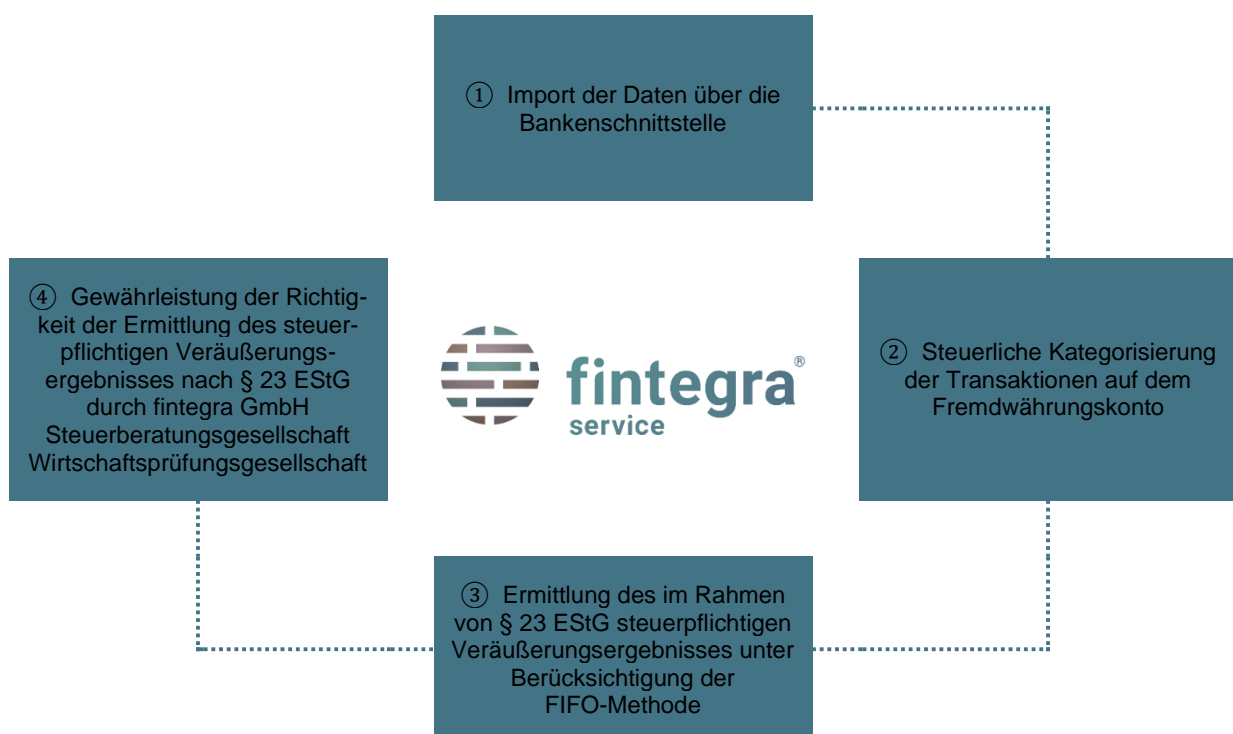 ① Import der Daten über die
Bankenschnittstelle
② Steuerliche Kategorisierung
der Transaktionen auf dem
Fremdwährungskonto
③ Ermittlung des im Rahmen
von § 23 EStG steuerpflichtigen
Veräußerungsergebnisses unter
Berücksichtigung der
FIFO-Methode
④ Gewährleistung der Richtig-
keit der Ermittlung des steuer-
pflichtigen Veräußerungs-
ergebnisses nach § 23 EStG
durch fintegra GmbH
Steuerberatungsgesellschaft
Wirtschaftsprüfungsgesellschaft
fintegra®
service